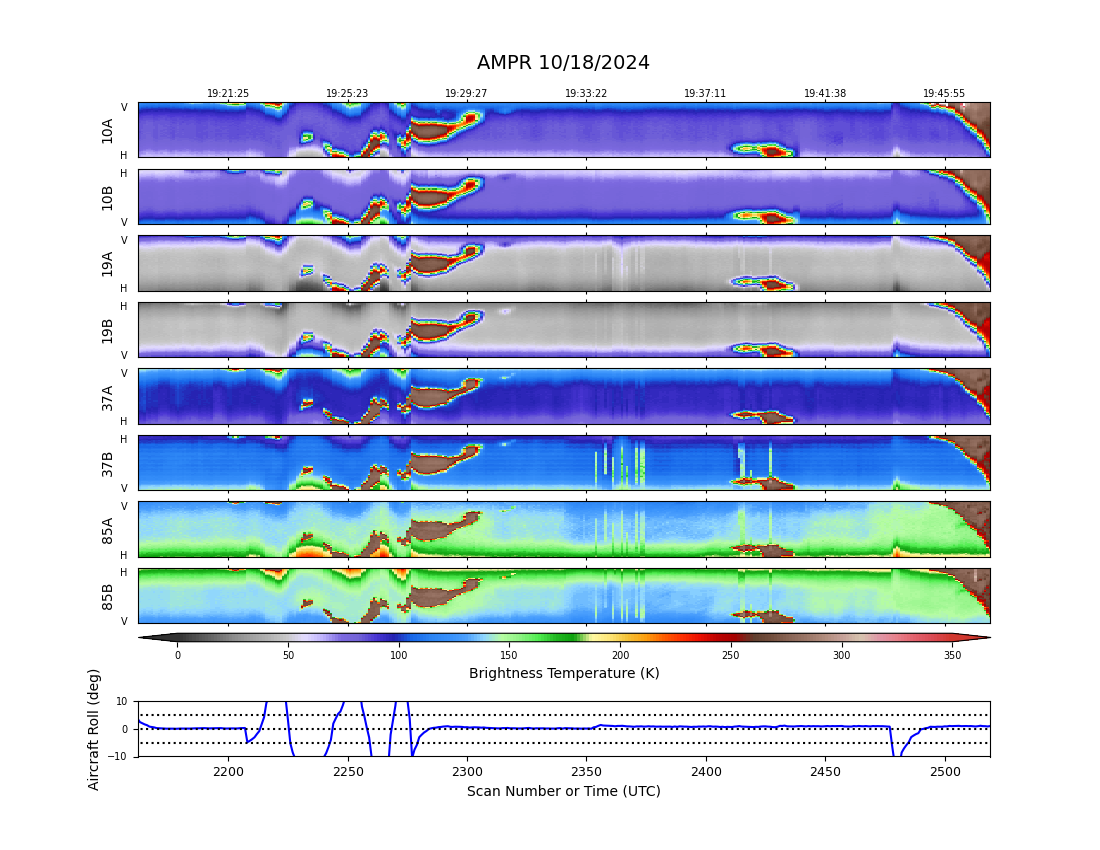 AMPR 10/18/2024
19:21:25 19:25:23 19:29:27 19:33:22 19:37:11 19:41:38 19:45:55
V
10A
H
H
10B
V
V
19A
H
H
19B
V
V
37A
H
H
37B
V
V
85A
H
H
85B
V
0 50 100 150 200 250 300 350
Brightness Temperature (K)
Aircraft Roll (deg)
10
0
−10
2200 2250 2300 2350 2400 2450 2500
Scan Number or Time (UTC)